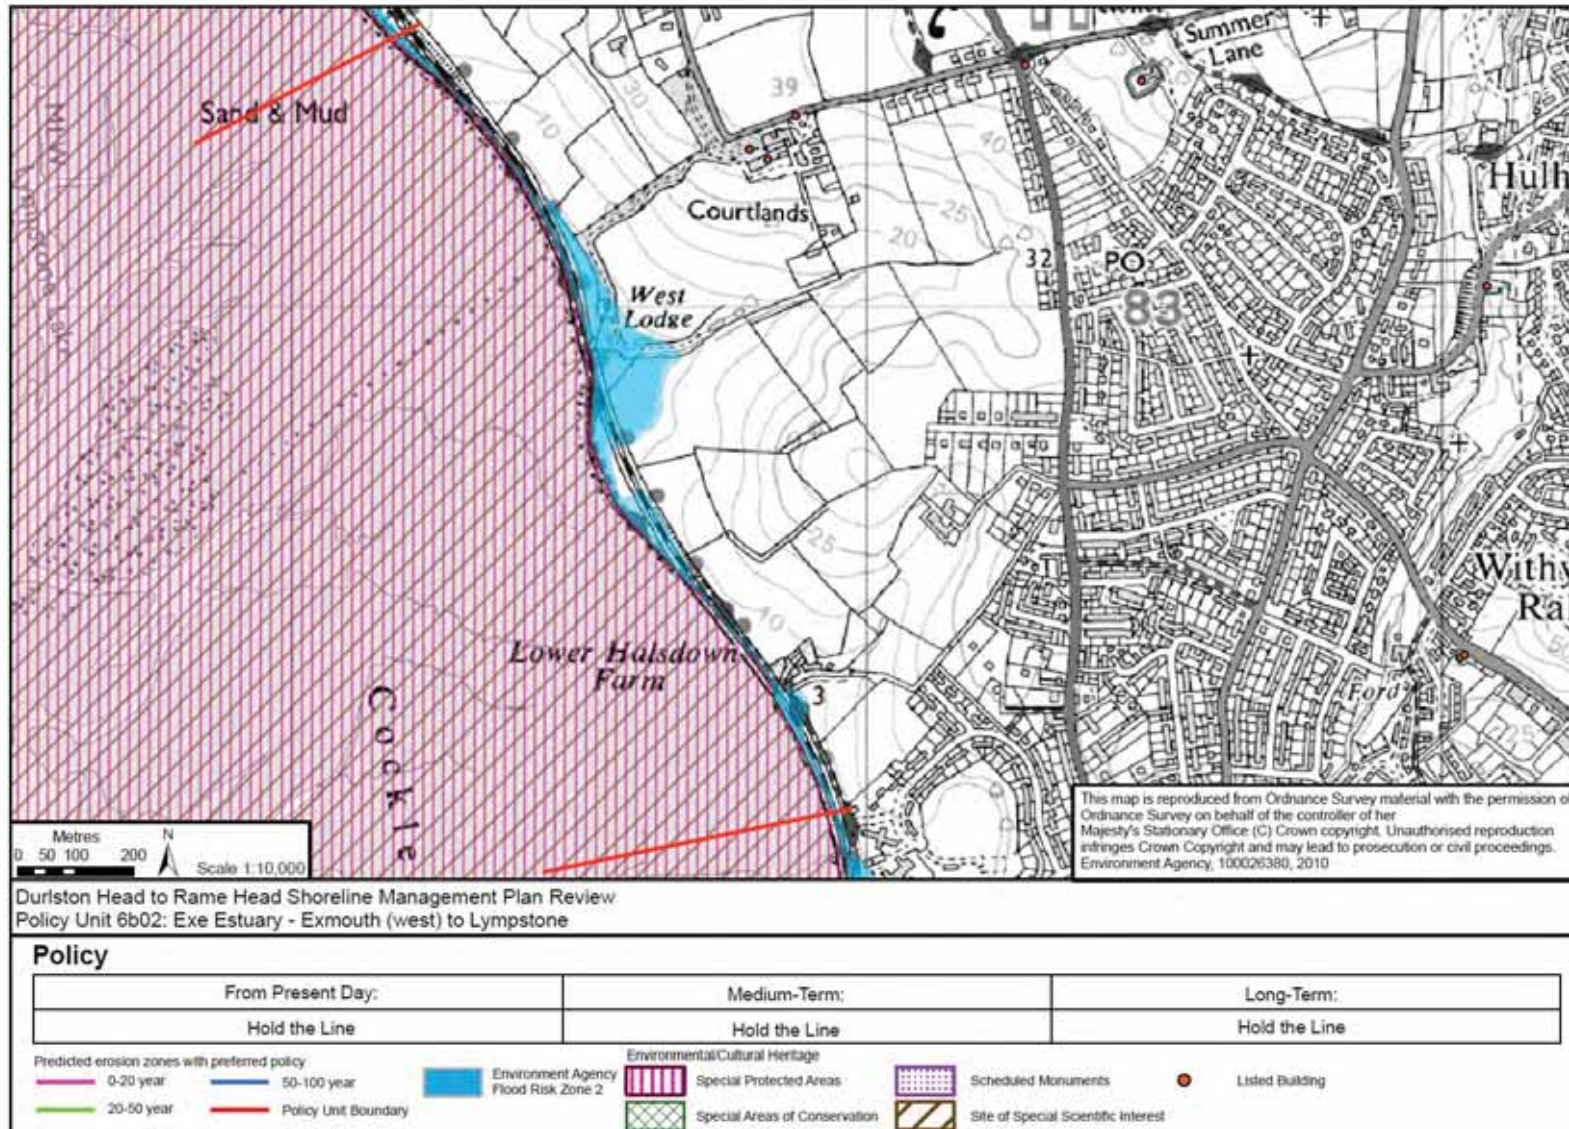 Summer
Lane
Sand & Mud
39
30
10
40
Hulh
Courtlands
25
20
32
PO
83
West
Lodge
25
Withy
Ra
10
50
Lower Halsdown
Farm
3
Ford
25
Cockle
Metres
0 50 100 200
N
Scale 1:10,000
This map is reproduced from Ordnance Survey material with the permission of
Ordnance Survey on behalf of the controller of her
Majesty's Stationary Office (C) Crown copyright. Unauthorised reproduction
infringes Crown Copyright and may lead to prosecution or civil proceedings.
Environment Agency, 100026380, 2010
Durlston Head to Rame Head Shoreline Management Plan Review
Policy Unit 6b02: Exe Estuary - Exmouth (west) to Lympstone
Policy
From Present Day: Medium-Term: Long-Term:
Hold the Line Hold the Line Hold the Line
Predicted erosion zones with preferred policy
0-20 year
20-50 year
50-100 year
Policy Unit Boundary
Environment Agency
Flood Risk Zone 2
Environmental/Cultural Heritage
Special Protected Areas
Special Areas of Conservation
Scheduled Monuments
Site of Special Scientific Interest
Listed Building